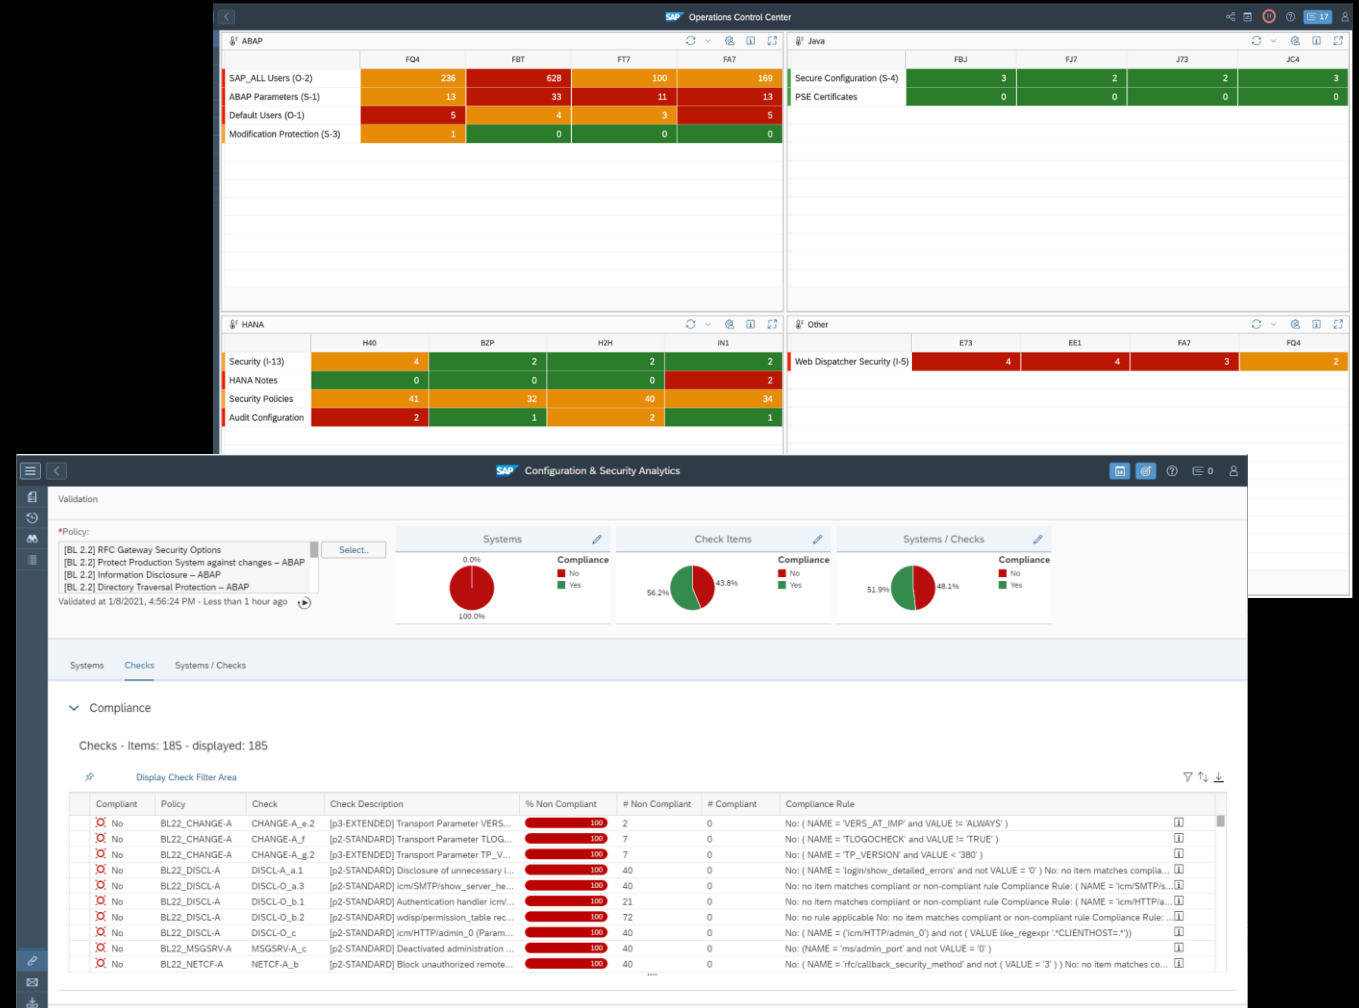 SAP Operations Control Center
17
ABAP
FQ4 FBT FT7 FA7
SAP_ALL Users (O-2) 236 628 100 169
ABAP Parameters (S-1) 13 33 11 13
Default Users (O-1) 5 4 3 5
Modification Protection (S-3) 1 0 0 0
Java
FBJ FJ7 J73 JC4
Secure Configuration (S-4) 3 2 2 3
PSE Certificates 0 0 0 0
HANA
H40 BZP H2H IN1
Security (I-13) 4 2 2 2
HANA Notes 0 0 0 2
Security Policies 41 32 40 34
Audit Configuration 2 1 2 1
Other
E73 EE1 FA7 FQ4
Web Dispatcher Security (I-5) 4 4 3 2
SAP Configuration & Security Analytics
0
Validation
*Policy:
[BL 2.2] RFC Gateway Security Options
[BL 2.2] Protect Production System against changes – ABAP
[BL 2.2] Information Disclosure – ABAP
[BL 2.2] Directory Traversal Protection – ABAP
Select..
Validated at 1/8/2021, 4:56:24 PM - Less than 1 hour ago
Systems
0.0%
100.0%
Compliance
No
Yes
Check Items
56.2%
43.8%
Compliance
No
Yes
Systems / Checks
51.9%
48.1%
Compliance
No
Yes
Systems Checks Systems / Checks
Compliance
Checks - Items: 185 - displayed: 185
Display Check Filter Area
Compliant Policy Check Check Description % Non Compliant # Non Compliant # Compliant Compliance Rule
No BL22_CHANGE-A CHANGE-A_e.2 [p3-EXTENDED] Transport Parameter VERS... 100 2 0 No: ( NAME = 'VERS_AT_IMP' and VALUE != 'ALWAYS' )
No BL22_CHANGE-A CHANGE-A_f [p2-STANDARD] Transport Parameter TLOG... 100 7 0 No: ( NAME = 'TLOGOCHECK' and VALUE != 'TRUE' )
No BL22_CHANGE-A CHANGE-A_g.2 [p3-EXTENDED] Transport Parameter TP_V... 100 7 0 No: ( NAME = 'TP_VERSION' and VALUE < '380' )
No BL22_DISCL-A DISCL-A_a.1 [p2-STANDARD] Disclosure of unnecessary i... 100 40 0 No: ( NAME = 'login/show_detailed_errors' and not VALUE = '0' ) No: no item matches complia...
No BL22_DISCL-A DISCL-O_a.3 [p2-STANDARD] icm/SMTP/show_server_he... 100 40 0 No: no item matches compliant or non-compliant rule Compliance Rule: ( NAME = 'icm/SMTP/s...
No BL22_DISCL-A DISCL-O_b.1 [p2-STANDARD] Authentication handler icm/... 100 21 0 No: no item matches compliant or non-compliant rule Compliance Rule: ( NAME = 'icm/HTTP/a...
No BL22_DISCL-A DISCL-O_b.2 [p2-STANDARD] wdisp/permission_table rec... 100 72 0 No: no rule applicable No: no item matches compliant or non-compliant rule Compliance Rule: ...
No BL22_DISCL-A DISCL-O_c [p2-STANDARD] icm/HTTP/admin_0 (Param... 100 40 0 No: ( NAME = ('icm/HTTP/admin_0') and not ( VALUE like_regexpr '.*CLIENTHOST=.*'))
No BL22_MSGSRV-A MSGSRV-A_c [p2-STANDARD] Deactivated administration ... 100 40 0 No: (NAME = 'ms/admin_port' and not VALUE = '0' )
No BL22_NETCF-A NETCF-A_b [p2-STANDARD] Block unauthorized remote... 100 40 0 No: ( NAME = 'rfc/callback_security_method' and not ( VALUE = '3' ) ) No: no item matches co...